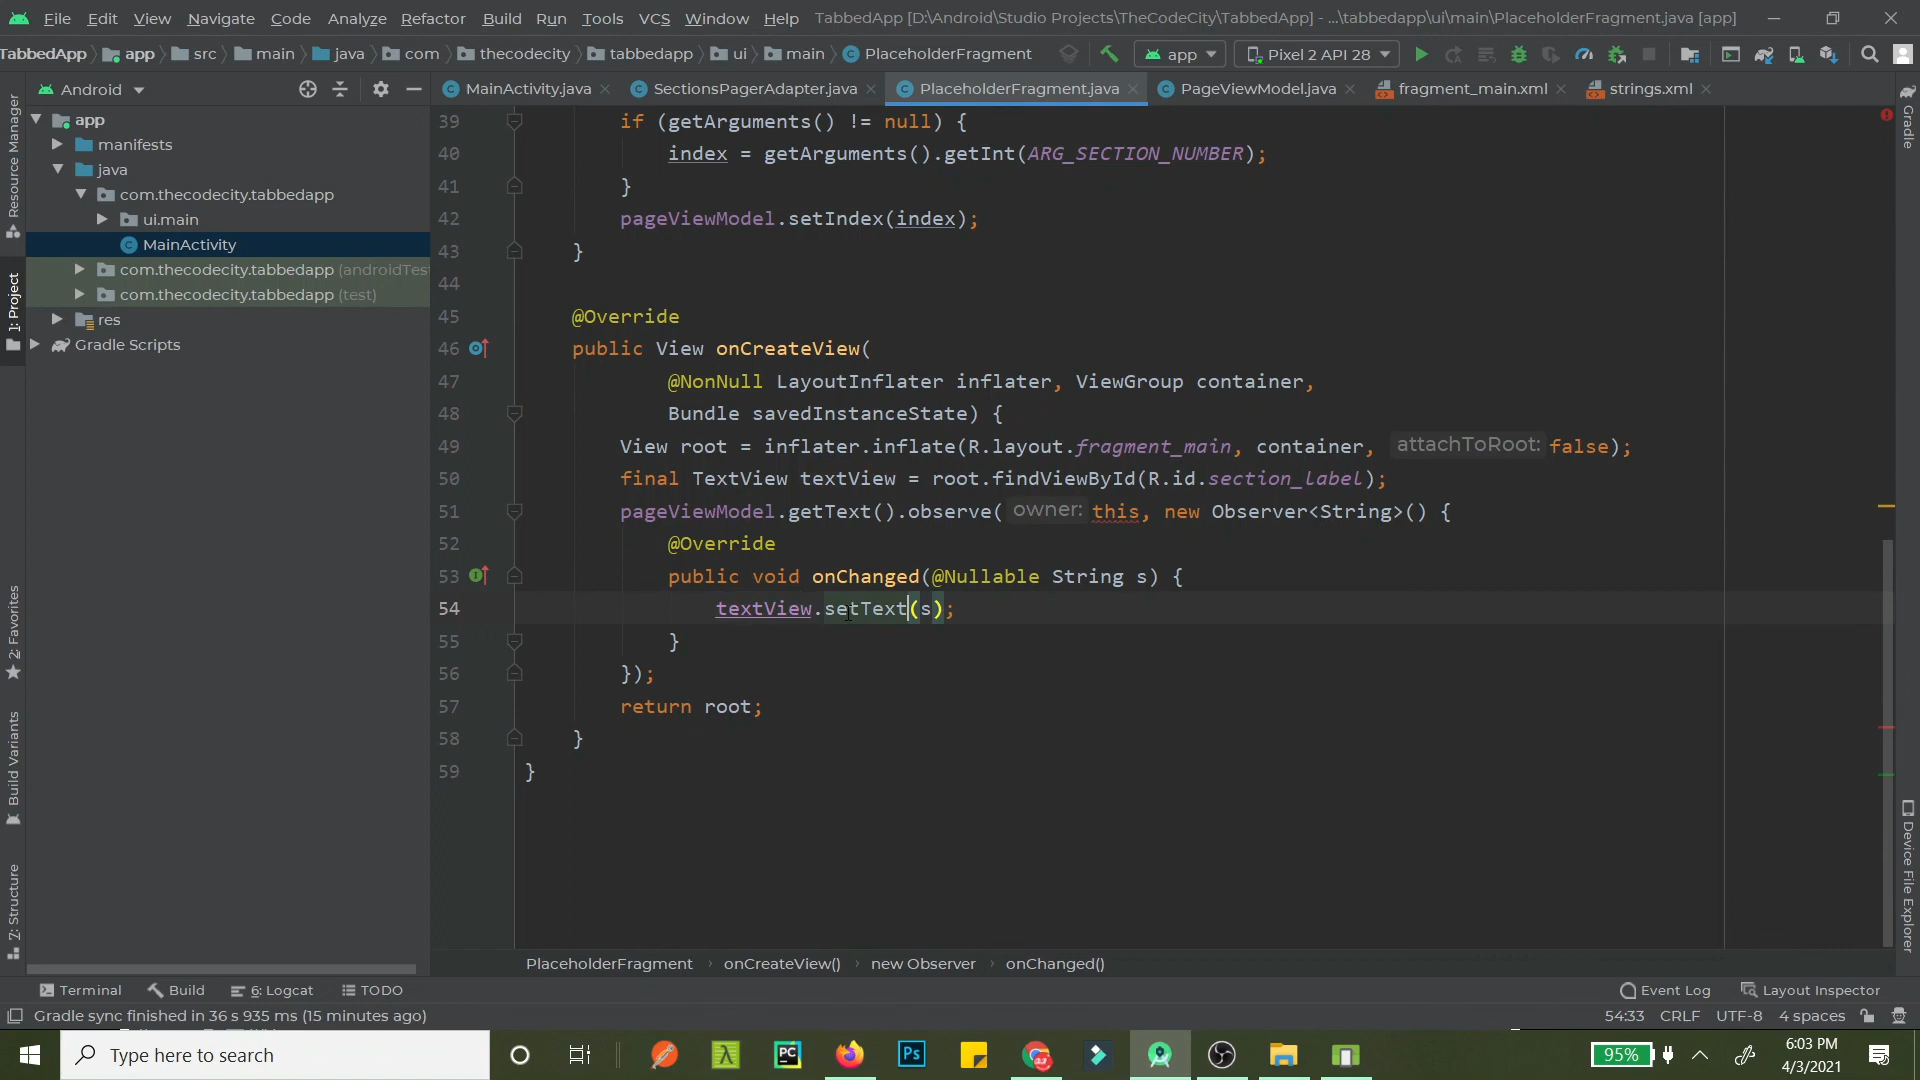 File Edit View Navigate Code Analyze Refactor Build Run Tools VCS Window Help TabbedApp [D:\Android\Studio Projects\TheCodeCity\TabbedApp] - ...\tabbedapp\ui\main\PlaceholderFragment.java [app]
TabbedApp app src main java com thecodecity tabbedapp ui main PlaceholderFragment app Pixel 2 API 28
Android MainActivity.java SectionsPagerAdapter.java PlaceholderFragment.java PageViewModel.java fragment_main.xml strings.xml
app
manifests
java
com.thecodecity.tabbedapp
ui.main
MainActivity
com.thecodecity.tabbedapp (androidTest
com.thecodecity.tabbedapp (test)
res
Gradle Scripts
Resource Manager
1: Project
2: Favorites
Build Variants
7: Structure
39 if (getArguments() != null) {
40 index = getArguments().getInt(ARG_SECTION_NUMBER);
41 }
42 pageViewModel.setIndex(index);
43 }
44
45 @Override
46 public View onCreateView(
47 @NonNull LayoutInflater inflater, ViewGroup container,
48 Bundle savedInstanceState) {
49 View root = inflater.inflate(R.layout.fragment_main, container, attachToRoot: false);
50 final TextView textView = root.findViewById(R.id.section_label);
51 pageViewModel.getText().observe( owner: this, new Observer<String>() {
52 @Override
53 public void onChanged(@Nullable String s) {
54 textView.setText(s);
55 }
56 });
57 return root;
58 }
59 }
Gradle
Device File Explorer
PlaceholderFragment onCreateView() new Observer onChanged()
Terminal Build 6: Logcat TODO Event Log Layout Inspector
Gradle sync finished in 36 s 935 ms (15 minutes ago) 54:33 CRLF UTF-8 4 spaces
Type here to search PC Ps 95% 6:03 PM
4/3/2021